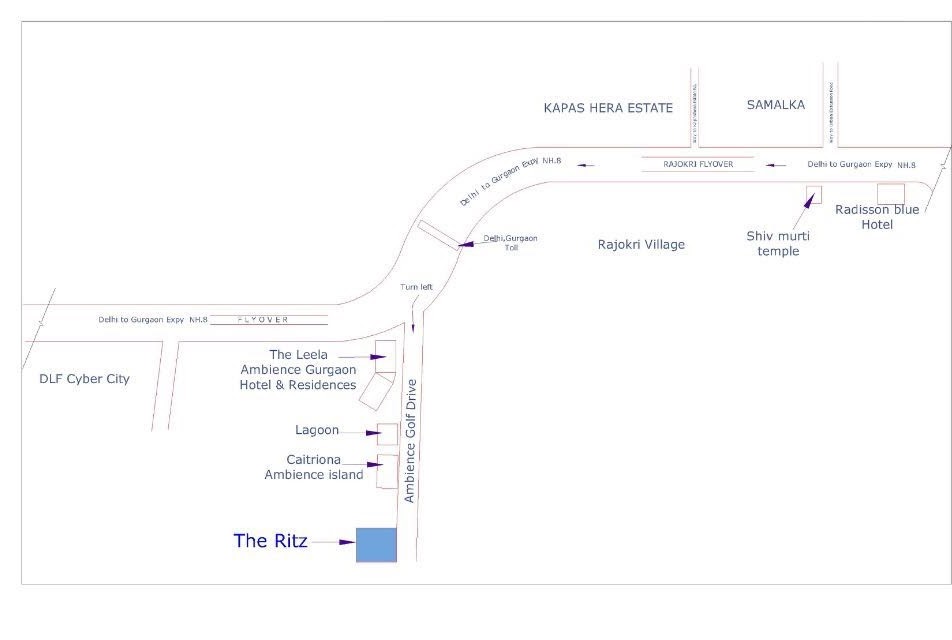 KAPAS HERA ESTATE
SAMALKA
Delhi to Gurgaon Expy NH.8
RAJOKRI FLYOVER
Delhi to Gurgaon Expy NH.8
Radisson blue
Hotel
Shiv murti
temple
Rajokri Village
Delhi,Gurgaon
Toll
Turn left
Delhi to Gurgaon Expy NH.8
FLYOVER
DLF Cyber City
The Leela
Ambience Gurgaon
Hotel & Residences
Ambience Golf Drive
Lagoon
Caitriona
Ambience island
The Ritz